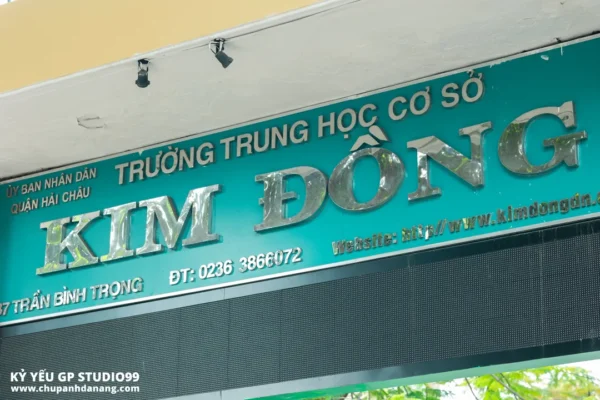 ỦY BAN NHÂN DÂN
QUẬN HẢI CHÂU
TRƯỜNG TRUNG HỌC CƠ SỞ
KIM ĐỒNG
TRẦN BÌNH TRỌNG
ĐT: 0236 3866072
Website: http//www.kimdongdn.
KỶ YẾU GP STUDIO99
www.chupanhdanang.com